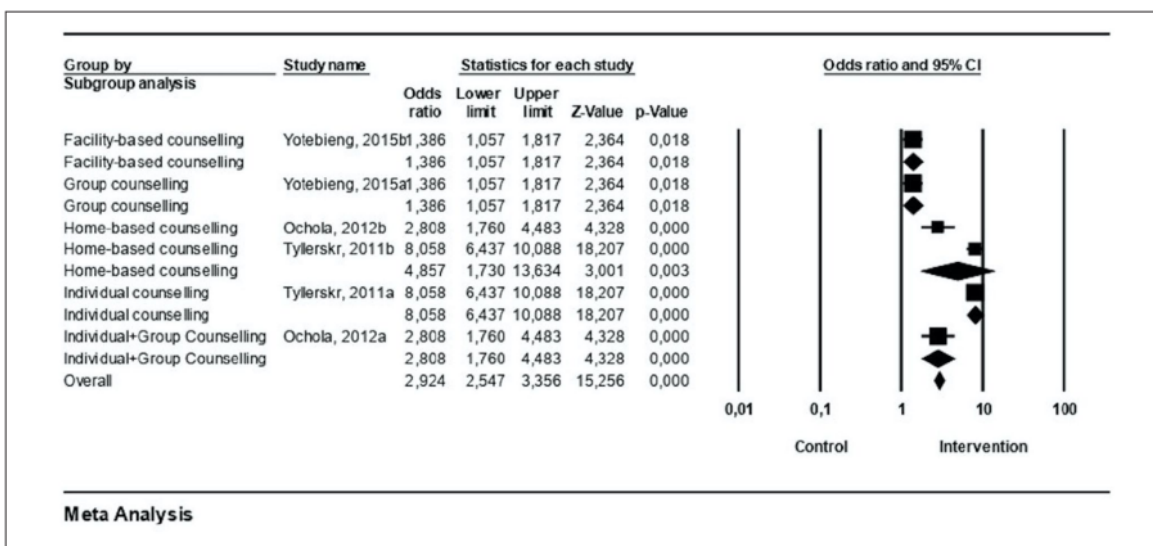 Group by Study name Statistics for each study Odds ratio and 95% CI
Subgroup analysis
Odds Lower Upper
ratio limit limit Z-Value p-Value
Facility-based counselling Yotebieng, 2015b 1,386 1,057 1,817 2,364 0,018
Facility-based counselling 1,386 1,057 1,817 2,364 0,018
Group counselling Yotebieng, 2015a 1,386 1,057 1,817 2,364 0,018
Group counselling 1,386 1,057 1,817 2,364 0,018
Home-based counselling Ochola, 2012b 2,808 1,760 4,483 4,328 0,000
Home-based counselling Tyllerskr, 2011b 8,058 6,437 10,088 18,207 0,000
Home-based counselling 4,857 1,730 13,634 3,001 0,003
Individual counselling Tyllerskr, 2011a 8,058 6,437 10,088 18,207 0,000
Individual counselling 8,058 6,437 10,088 18,207 0,000
Individual+Group Counselling Ochola, 2012a 2,808 1,760 4,483 4,328 0,000
Individual+Group Counselling 2,808 1,760 4,483 4,328 0,000
Overall 2,924 2,547 3,356 15,256 0,000
0,01 0,1 1 10 100
Control Intervention
Meta Analysis